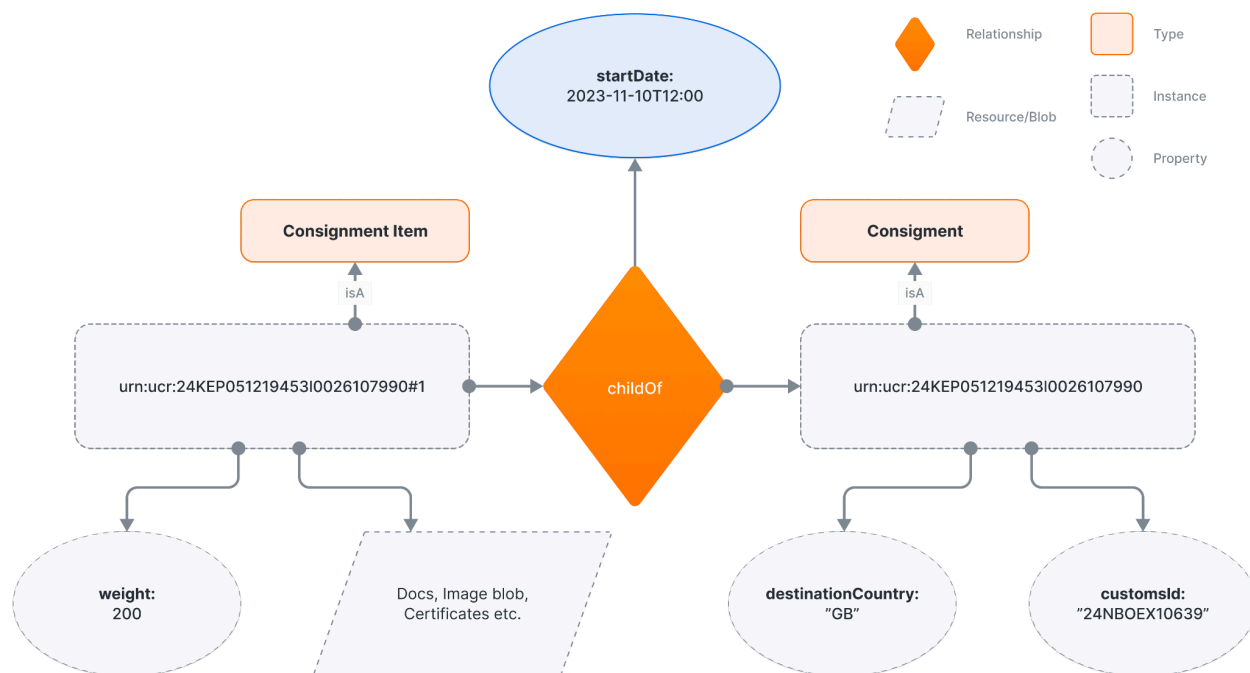 startDate:
2023-11-10T12:00
Relationship
Type
Resource/Blob
Instance
Property
Consignment Item
Consigment
isA
isA
urn:ucr:24KEP051219453I0026107990#1
childOf
urn:ucr:24KEP051219453I0026107990
weight:
200
Docs, Image blob,
Certificates etc.
destinationCountry:
”GB”
customsId:
”24NBOEX10639”